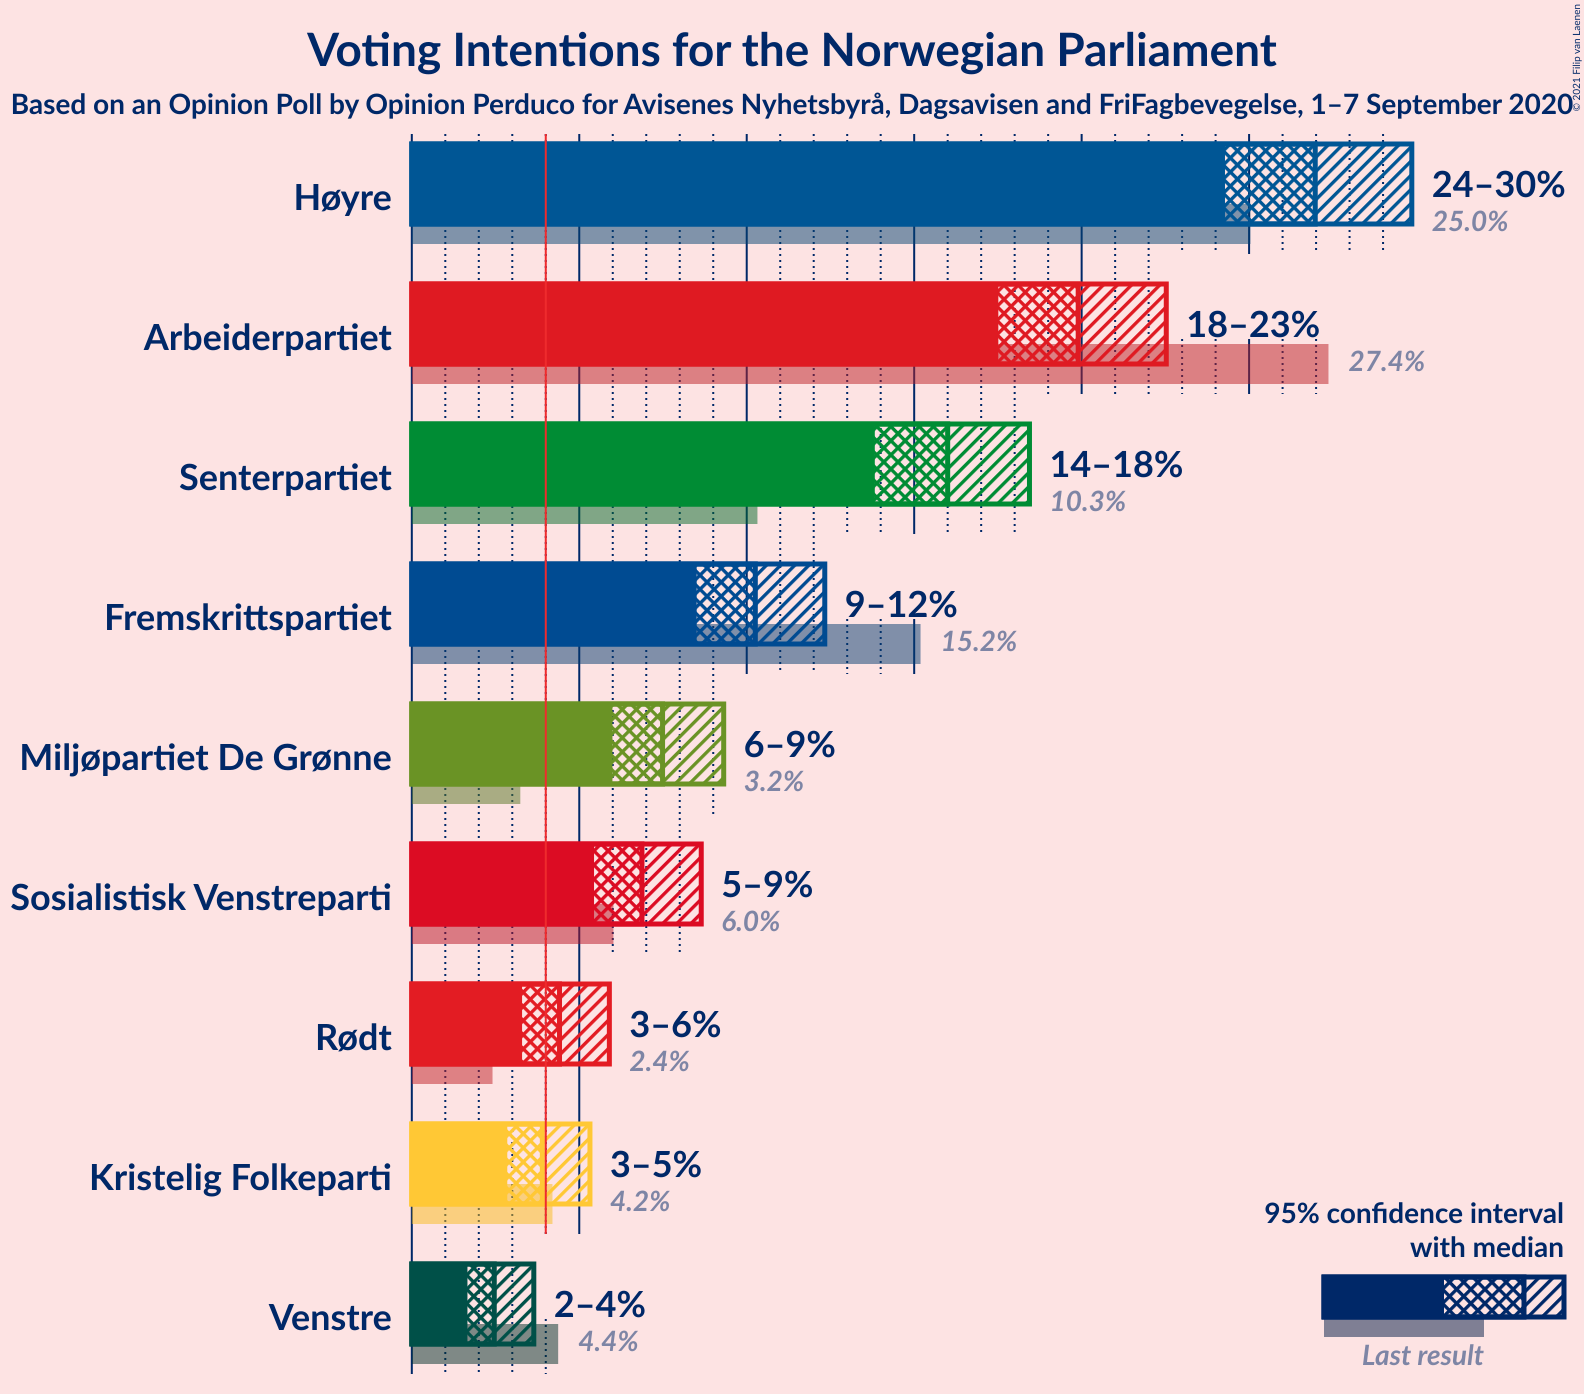 Voting Intentions for the Norwegian Parliament
Based on an Opinion Poll by Opinion Perduco for Avisenes Nyhetsbyrå, Dagsavisen and FriFagbevegelse, 1–7 September 2020
© 2021 Filip van Laenen
Høyre
24–30%
25.0%
Arbeiderpartiet
18–23%
27.4%
Senterpartiet
14–18%
10.3%
Fremskrittspartiet
9–12%
15.2%
Miljøpartiet De Grønne
6–9%
3.2%
Sosialistisk Venstreparti
5–9%
6.0%
Rødt
3–6%
2.4%
Kristelig Folkeparti
3–5%
4.2%
Venstre
2–4%
4.4%
95% confidence interval
with median
Last result